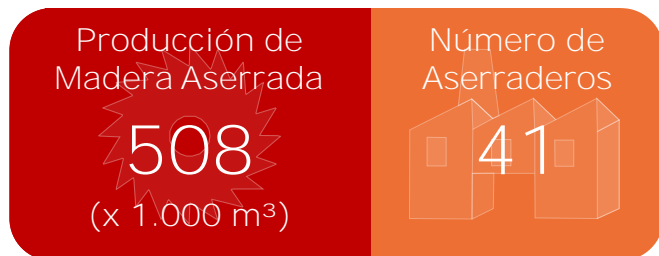 Producción de
Madera Aserrada
508
(x 1.000 m³)
Número de
Aserraderos
41